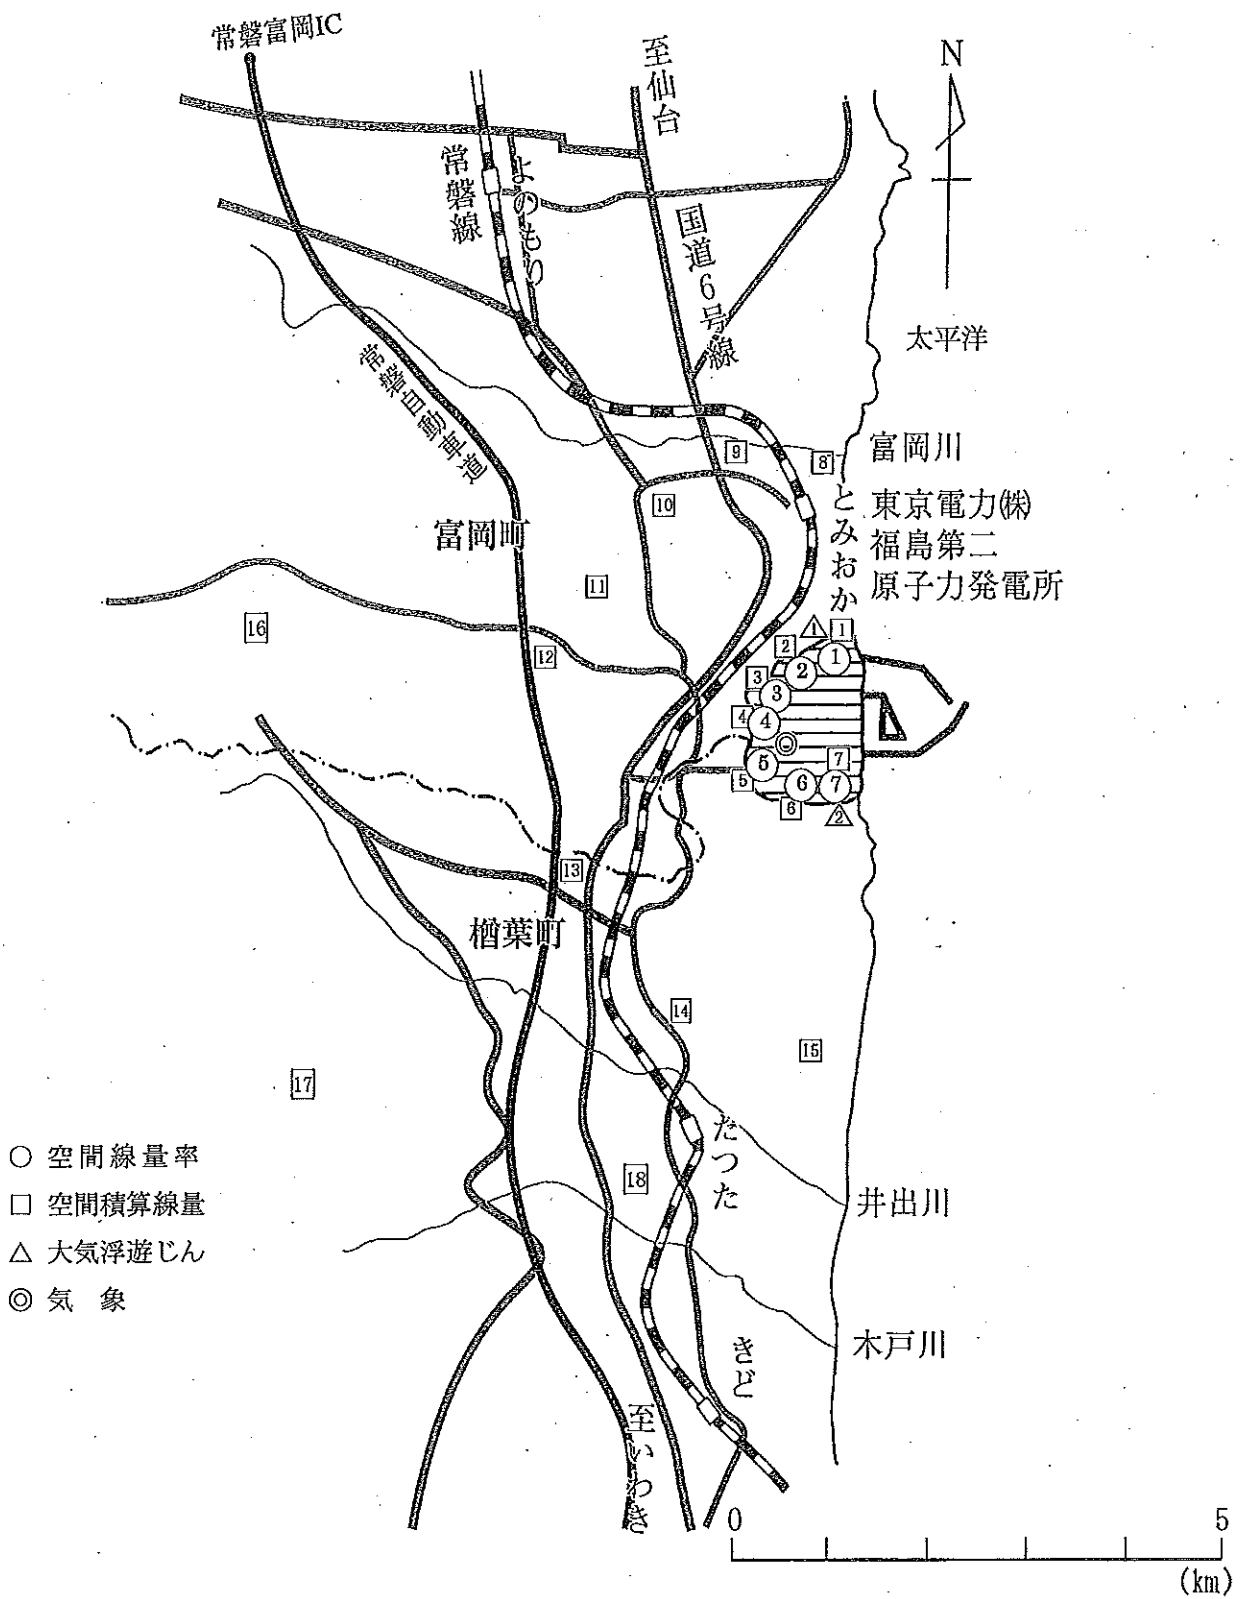 常磐富岡IC
至仙台
N
常磐線
よのもり
国道6号線
太平洋
常磐自動車道
9
8
富岡川
10
とみおか
東京電力㈱
福島第二
原子力発電所
富岡町
11
16
12
1
1
2
1
2
3
3
4
4
5
5
7
6
7
6
2
13
楢葉町
14
15
17
たつた
18
○ 空間線量率
□ 空間積算線量
△ 大気浮遊じん
◎ 気象
井出川
木戸川
きど
至いわき
0
5
(km)